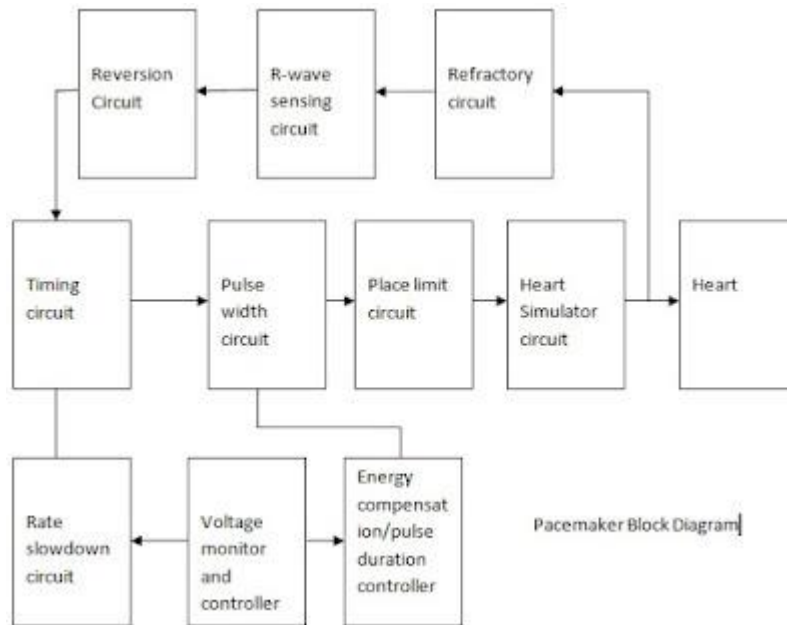 Reversion
Circuit
R-wave
sensing
circuit
Refractory
circuit
Timing
circuit
Pulse
width
circuit
Place limit
circuit
Heart
Simulator
circuit
Heart
Rate
slowdown
circuit
Voltage
monitor
and
controller
Energy
compensat
ion/pulse
duration
controller
Pacemaker Block Diagram